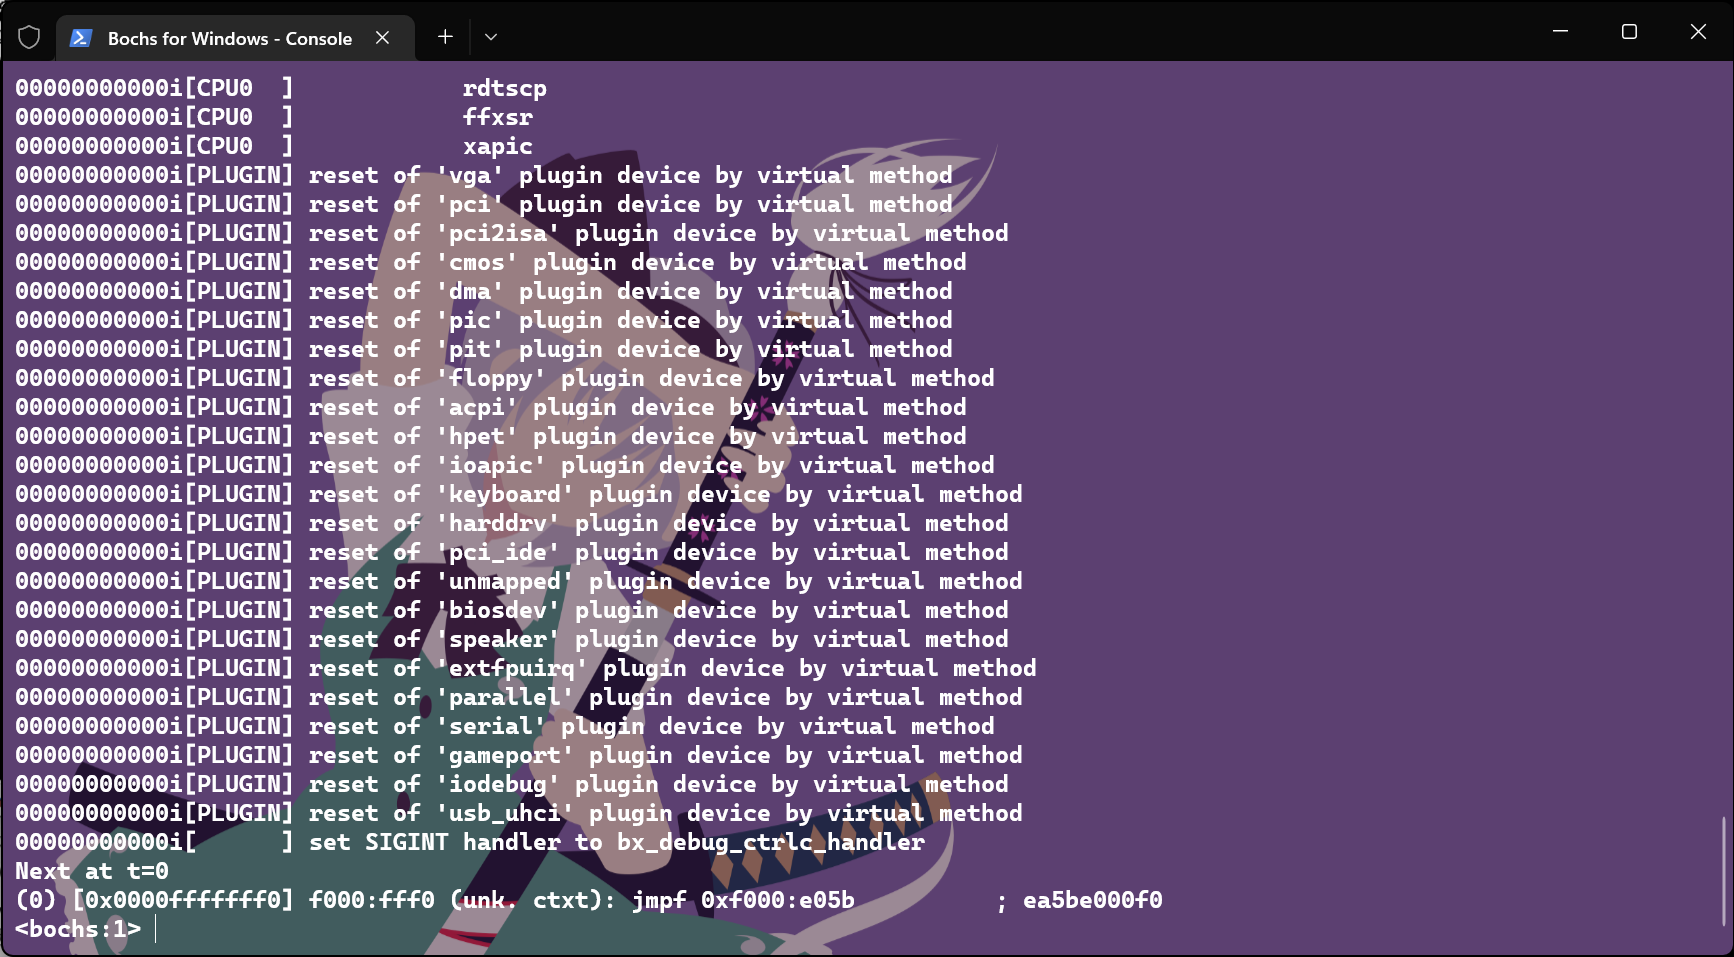 Bochs for Windows - Console
00000000000i[CPU0  ]            rdtscp
00000000000i[CPU0  ]            ffxsr
00000000000i[CPU0  ]            xapic
00000000000i[PLUGIN] reset of 'vga' plugin device by virtual method
00000000000i[PLUGIN] reset of 'pci' plugin device by virtual method
00000000000i[PLUGIN] reset of 'pci2isa' plugin device by virtual method
00000000000i[PLUGIN] reset of 'cmos' plugin device by virtual method
00000000000i[PLUGIN] reset of 'dma' plugin device by virtual method
00000000000i[PLUGIN] reset of 'pic' plugin device by virtual method
00000000000i[PLUGIN] reset of 'pit' plugin device by virtual method
00000000000i[PLUGIN] reset of 'floppy' plugin device by virtual method
00000000000i[PLUGIN] reset of 'acpi' plugin device by virtual method
00000000000i[PLUGIN] reset of 'hpet' plugin device by virtual method
00000000000i[PLUGIN] reset of 'ioapic' plugin device by virtual method
00000000000i[PLUGIN] reset of 'keyboard' plugin device by virtual method
00000000000i[PLUGIN] reset of 'harddrv' plugin device by virtual method
00000000000i[PLUGIN] reset of 'pci_ide' plugin device by virtual method
00000000000i[PLUGIN] reset of 'unmapped' plugin device by virtual method
00000000000i[PLUGIN] reset of 'biosdev' plugin device by virtual method
00000000000i[PLUGIN] reset of 'speaker' plugin device by virtual method
00000000000i[PLUGIN] reset of 'extfpuirq' plugin device by virtual method
00000000000i[PLUGIN] reset of 'parallel' plugin device by virtual method
00000000000i[PLUGIN] reset of 'serial' plugin device by virtual method
00000000000i[PLUGIN] reset of 'gameport' plugin device by virtual method
00000000000i[PLUGIN] reset of 'iodebug' plugin device by virtual method
00000000000i[PLUGIN] reset of 'usb_uhci' plugin device by virtual method
00000000000i[      ] set SIGINT handler to bx_debug_ctrlc_handler
Next at t=0
(0) [0x0000fffffff0] f000:fff0 (unk. ctxt): jmpf 0xf000:e05b          ; ea5be000f0
<bochs:1>